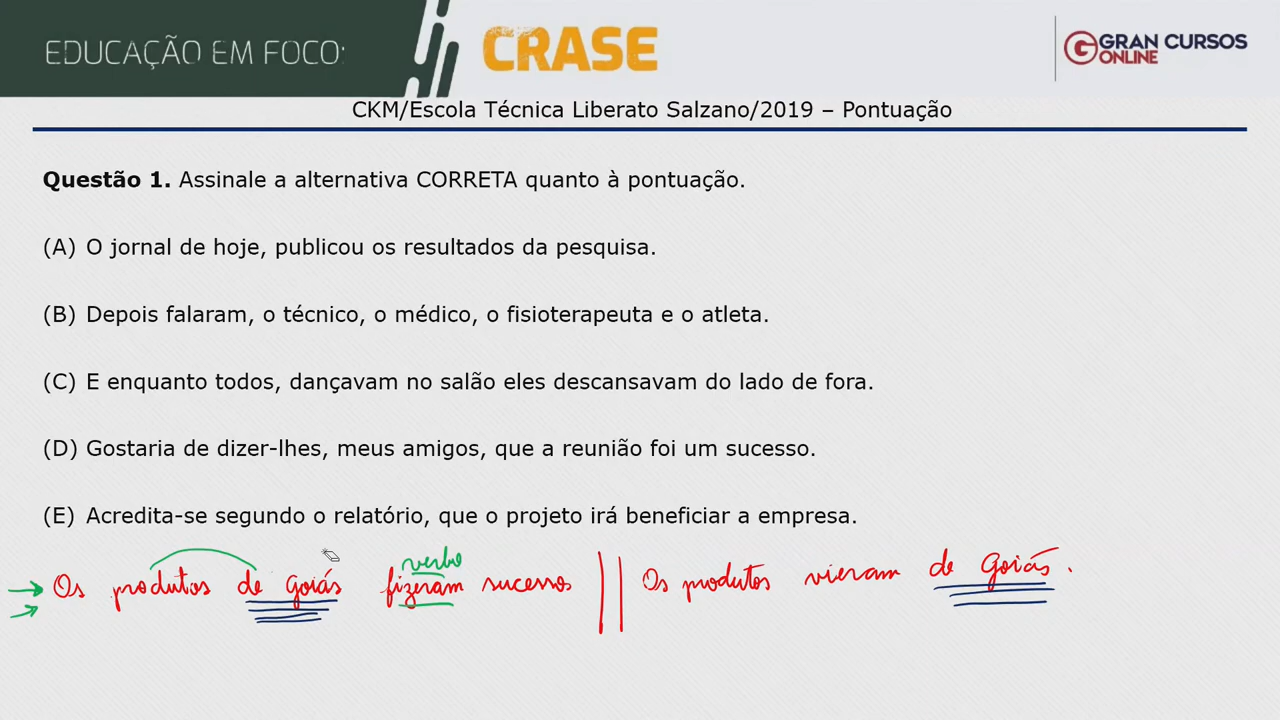 EDUCAÇÃO EM FOCO:
CRASE
GRAN CURSOS
ONLINE
CKM/Escola Técnica Liberato Salzano/2019 – Pontuação
Questão 1. Assinale a alternativa CORRETA quanto à pontuação.
(A) O jornal de hoje, publicou os resultados da pesquisa.
(B) Depois falaram, o técnico, o médico, o fisioterapeuta e o atleta.
(C) E enquanto todos, dançavam no salão eles descansavam do lado de fora.
(D) Gostaria de dizer-lhes, meus amigos, que a reunião foi um sucesso.
(E) Acredita-se segundo o relatório, que o projeto irá beneficiar a empresa.
verbo
Os produtos de Goiás fizeram sucesso
Os produtos vieram de Goiás.